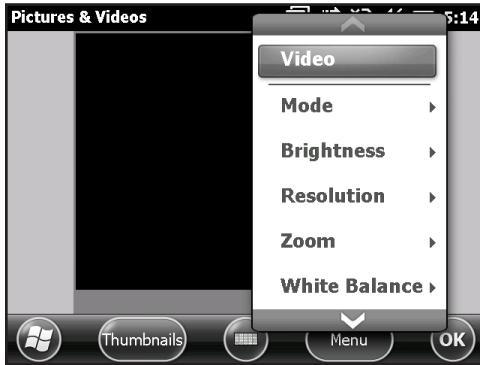 Pictures & Videos
5:14
Video
Mode
Brightness
Resolution
Zoom
White Balance
Thumbnails
Menu
OK